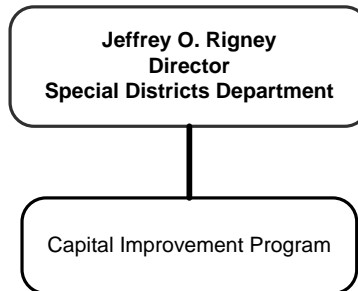 Jeffrey O. Rigney
Director
Special Districts Department
Capital Improvement Program